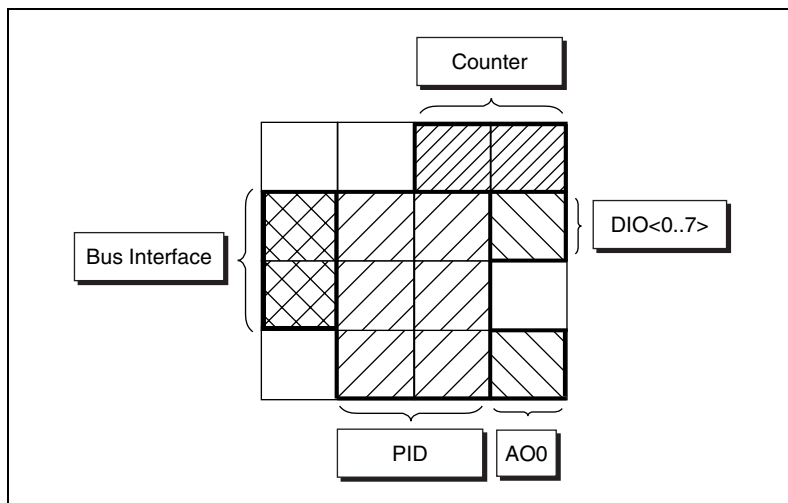 Counter
DIO<0..7>
Bus Interface
PID
AO0